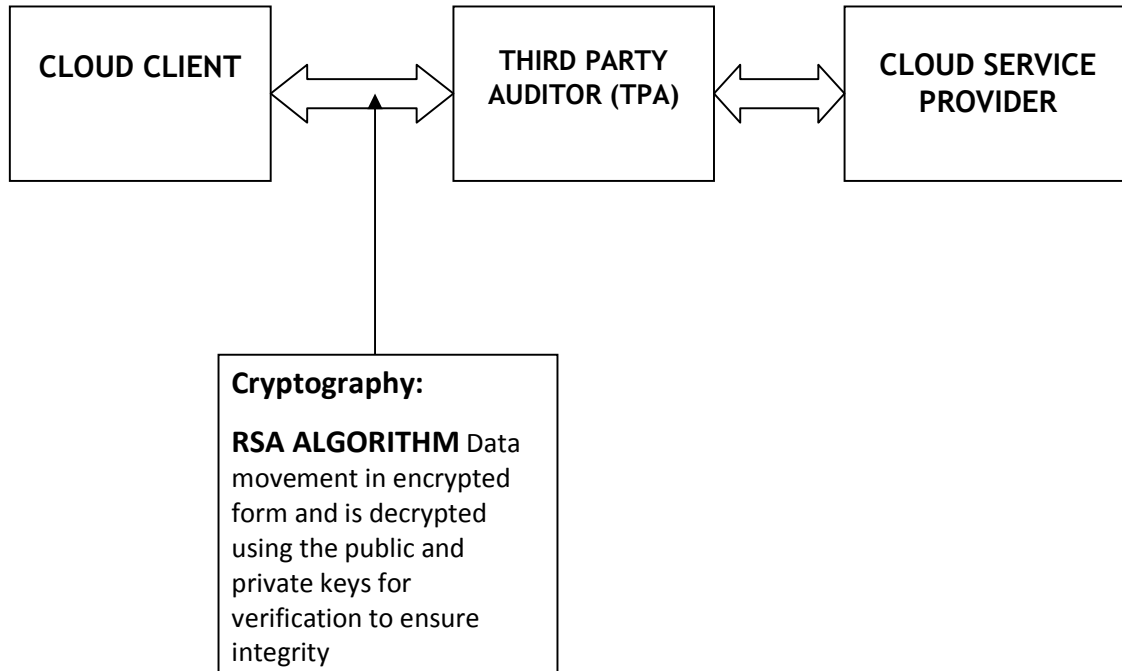 CLOUD CLIENT
THIRD PARTY
AUDITOR (TPA)
CLOUD SERVICE
PROVIDER
Cryptography:
RSA ALGORITHM Data
movement in encrypted
form and is decrypted
using the public and
private keys for
verification to ensure
integrity